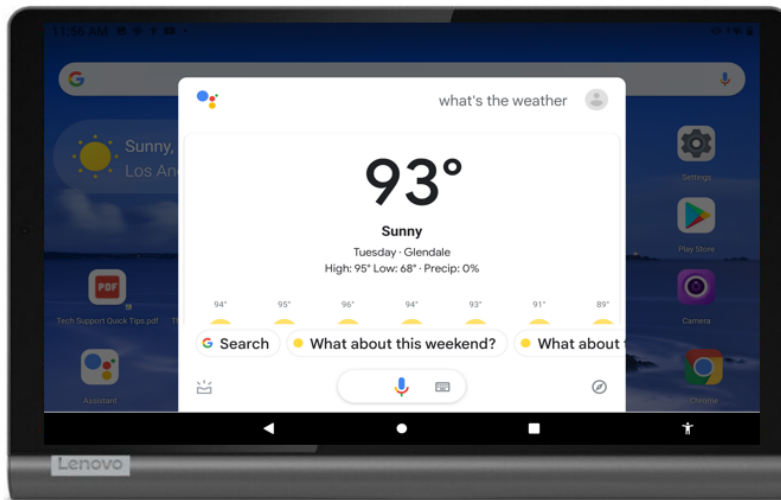 11:56 AM
what's the weather
Sunny,
Los An
93°
Sunny
Tuesday · Glendale
High: 95° Low: 68° · Precip: 0%
94° 95° 96° 94° 93° 91° 89°
Search
What about this weekend?
What about
Settings
Play Store
PDF
Tech Support Quick Tips.pdf
Camera
Assistant
Chrome
Lenovo